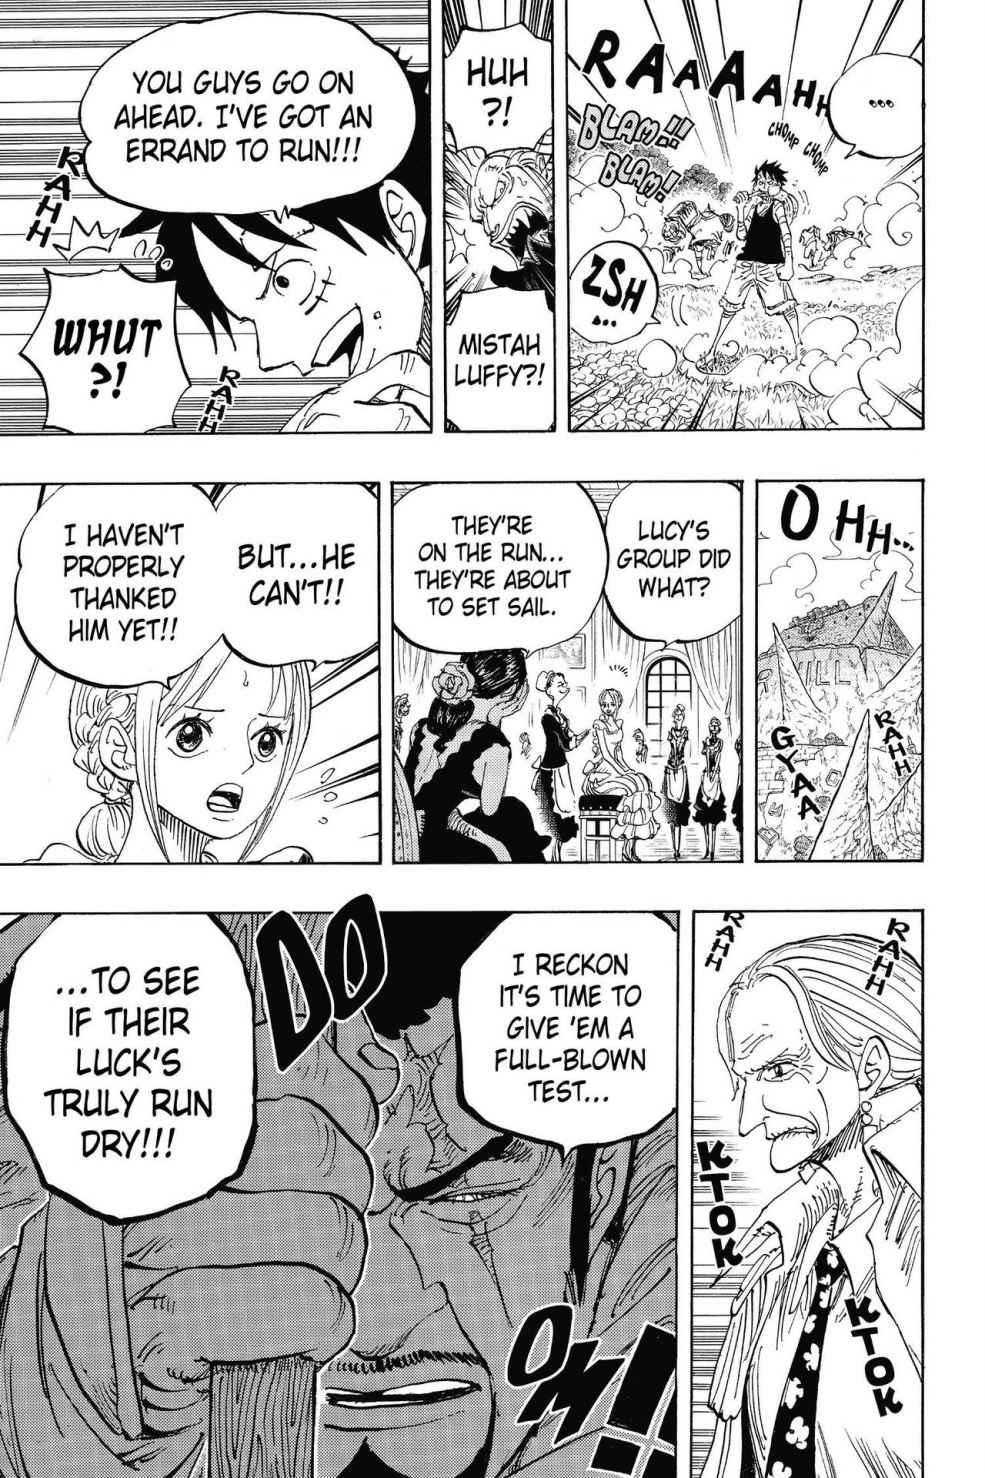 ...
RAAAAHH
CHOMP CHOMP
BLAM!!
BLAM!
ZSH
...
HUH
?!
MISTAH
LUFFY?!
YOU GUYS GO ON
AHEAD. I'VE GOT AN
ERRAND TO RUN!!!
RAHH
WHUT
?!
RAHH
OHH...
GYAA
RAHH
LUCY'S
GROUP DID
WHAT?
THEY'RE
ON THE RUN...
THEY'RE ABOUT
TO SET SAIL.
BUT...HE
CAN'T!!
I HAVEN'T
PROPERLY
THANKED
HIM YET!!
RAHH
RAHH
KTOK
KTOK
I RECKON
IT'S TIME TO
GIVE 'EM A
FULL-BLOWN
TEST...
DOOM!!
...TO SEE
IF THEIR
LUCK'S
TRULY RUN
DRY!!!